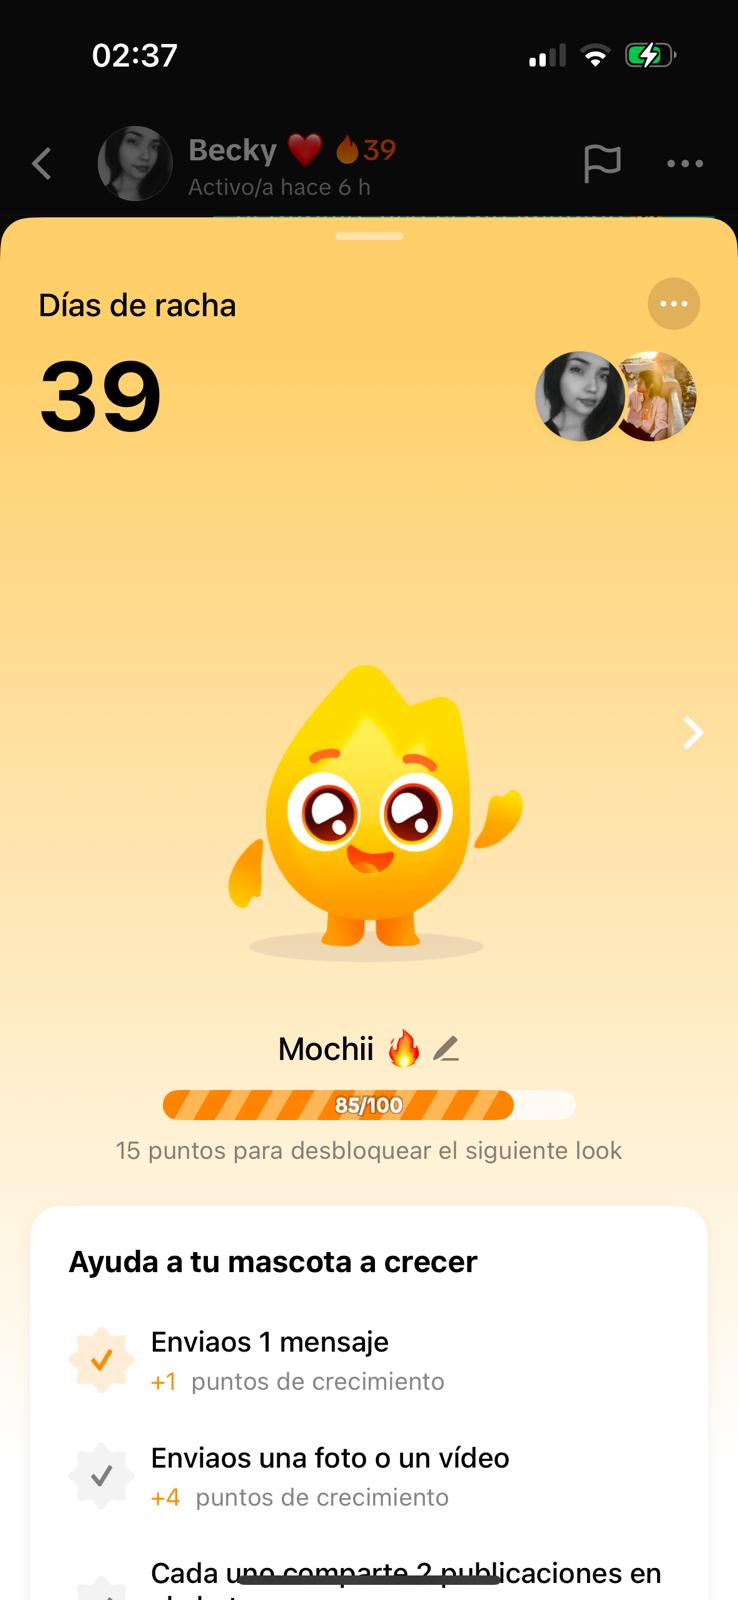 02:37
Becky ❤️ 🔥39
Activo/a hace 6 h
Días de racha
39
Mochii 🔥
85/100
15 puntos para desbloquear el siguiente look
Ayuda a tu mascota a crecer
Enviaos 1 mensaje
+1 puntos de crecimiento
Enviaos una foto o un vídeo
+4 puntos de crecimiento
Cada uno comparte 2 publicaciones en